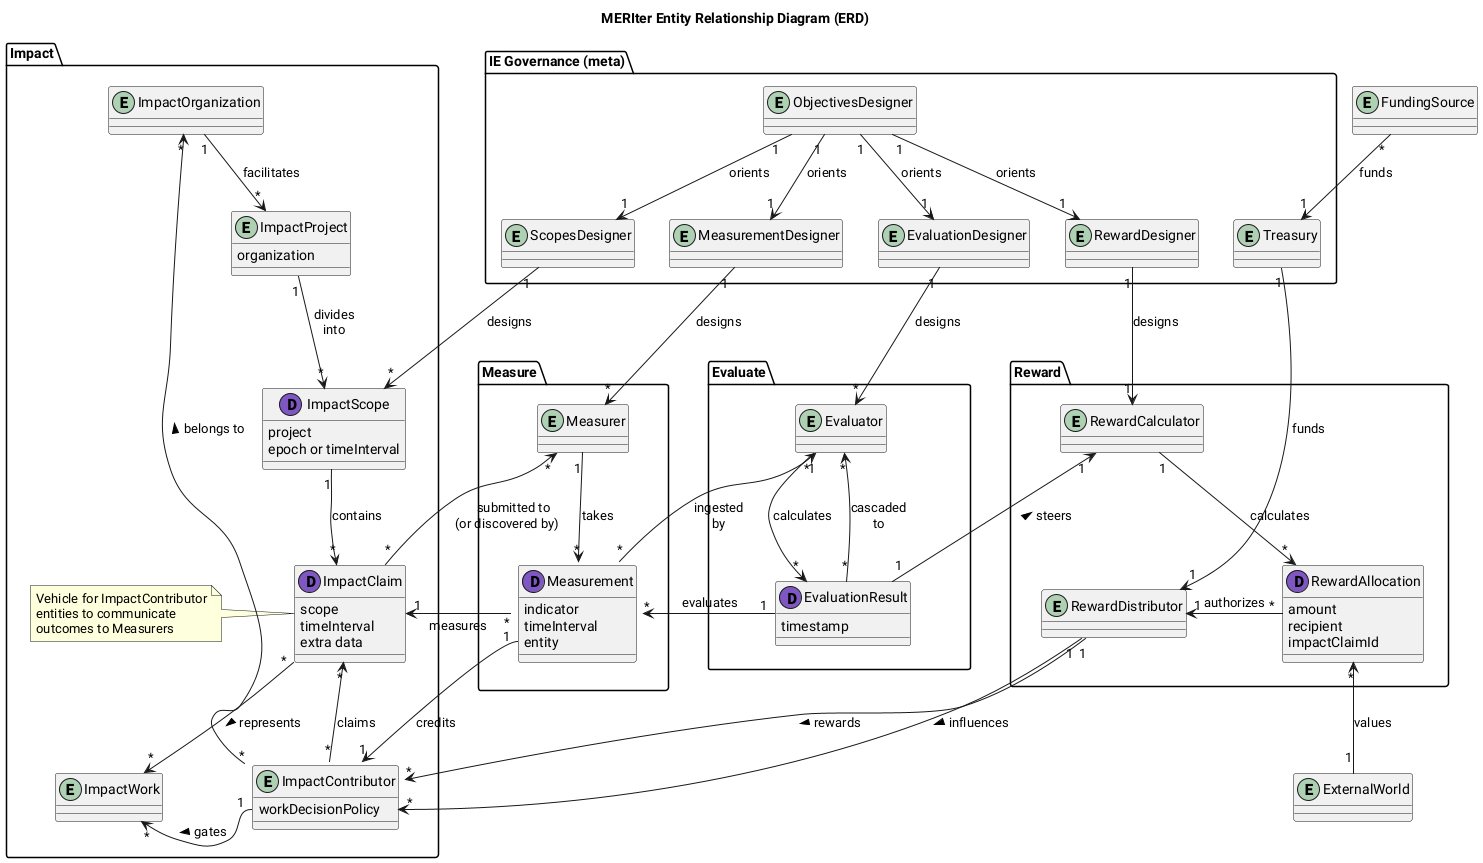 MERIter Entity Relationship Diagram (ERD)
Impact
IE Governance (meta)
E ImpactOrganization
E ObjectivesDesigner
E FundingSource
* 1
1 1 1 1
*
facilitates
orients
orients
orients
orients
funds
*
1 1 1 1 1
E ImpactProject
organization
E ScopesDesigner
E MeasurementDesigner
E EvaluationDesigner
E RewardDesigner
E Treasury
1
1 1 1 1 1
divides
into
designs
designs
designs
designs
* *
Measure
Evaluate
Reward
* * 1
D ImpactScope
project
epoch or timeInterval
E Measurer
E Evaluator
E RewardCalculator
belongs to
funds
1
* 1 *1 * 1 1
contains
submitted to
(or discovered by)
takes
ingested
by
calculates
cascaded
to
steers
calculates
* * * * * * 1 * 1
Vehicle for ImpactContributor
entities to communicate
outcomes to Measurers
D ImpactClaim
scope
timeInterval
extra data
D Measurement
indicator
timeInterval
entity
D EvaluationResult
timestamp
E RewardDistributor
D RewardAllocation
amount
recipient
impactClaimId
1 measures *
* evaluates 1
1 authorizes *
* * 1 1 1 *
represents
claims
credits
rewards
influences
values
* * * 1 * 1
E ImpactWork
E ImpactContributor
workDecisionPolicy
E ExternalWorld
1 *
gates
*